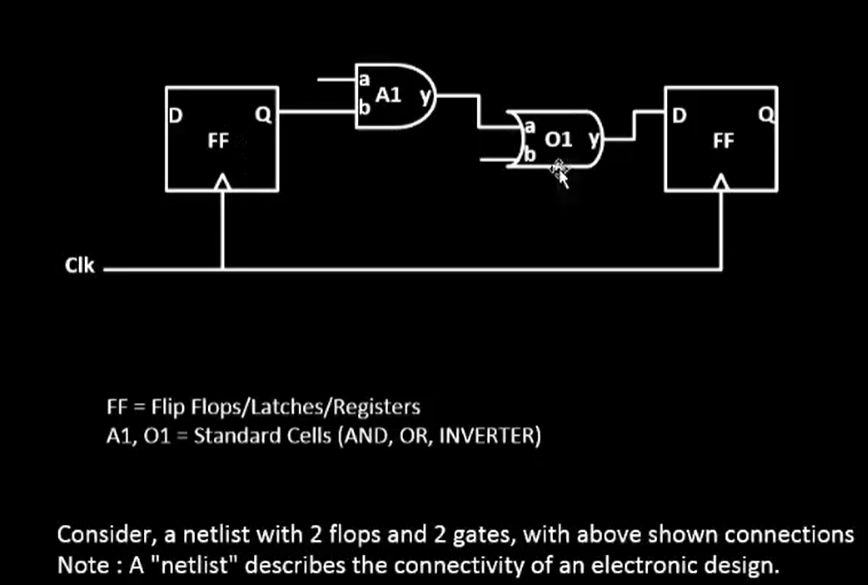 a
A1 y
b
D Q
FF
a
O1 y
b
D Q
FF
Clk
FF = Flip Flops/Latches/Registers
A1, O1 = Standard Cells (AND, OR, INVERTER)
Consider, a netlist with 2 flops and 2 gates, with above shown connections
Note : A "netlist" describes the connectivity of an electronic design.